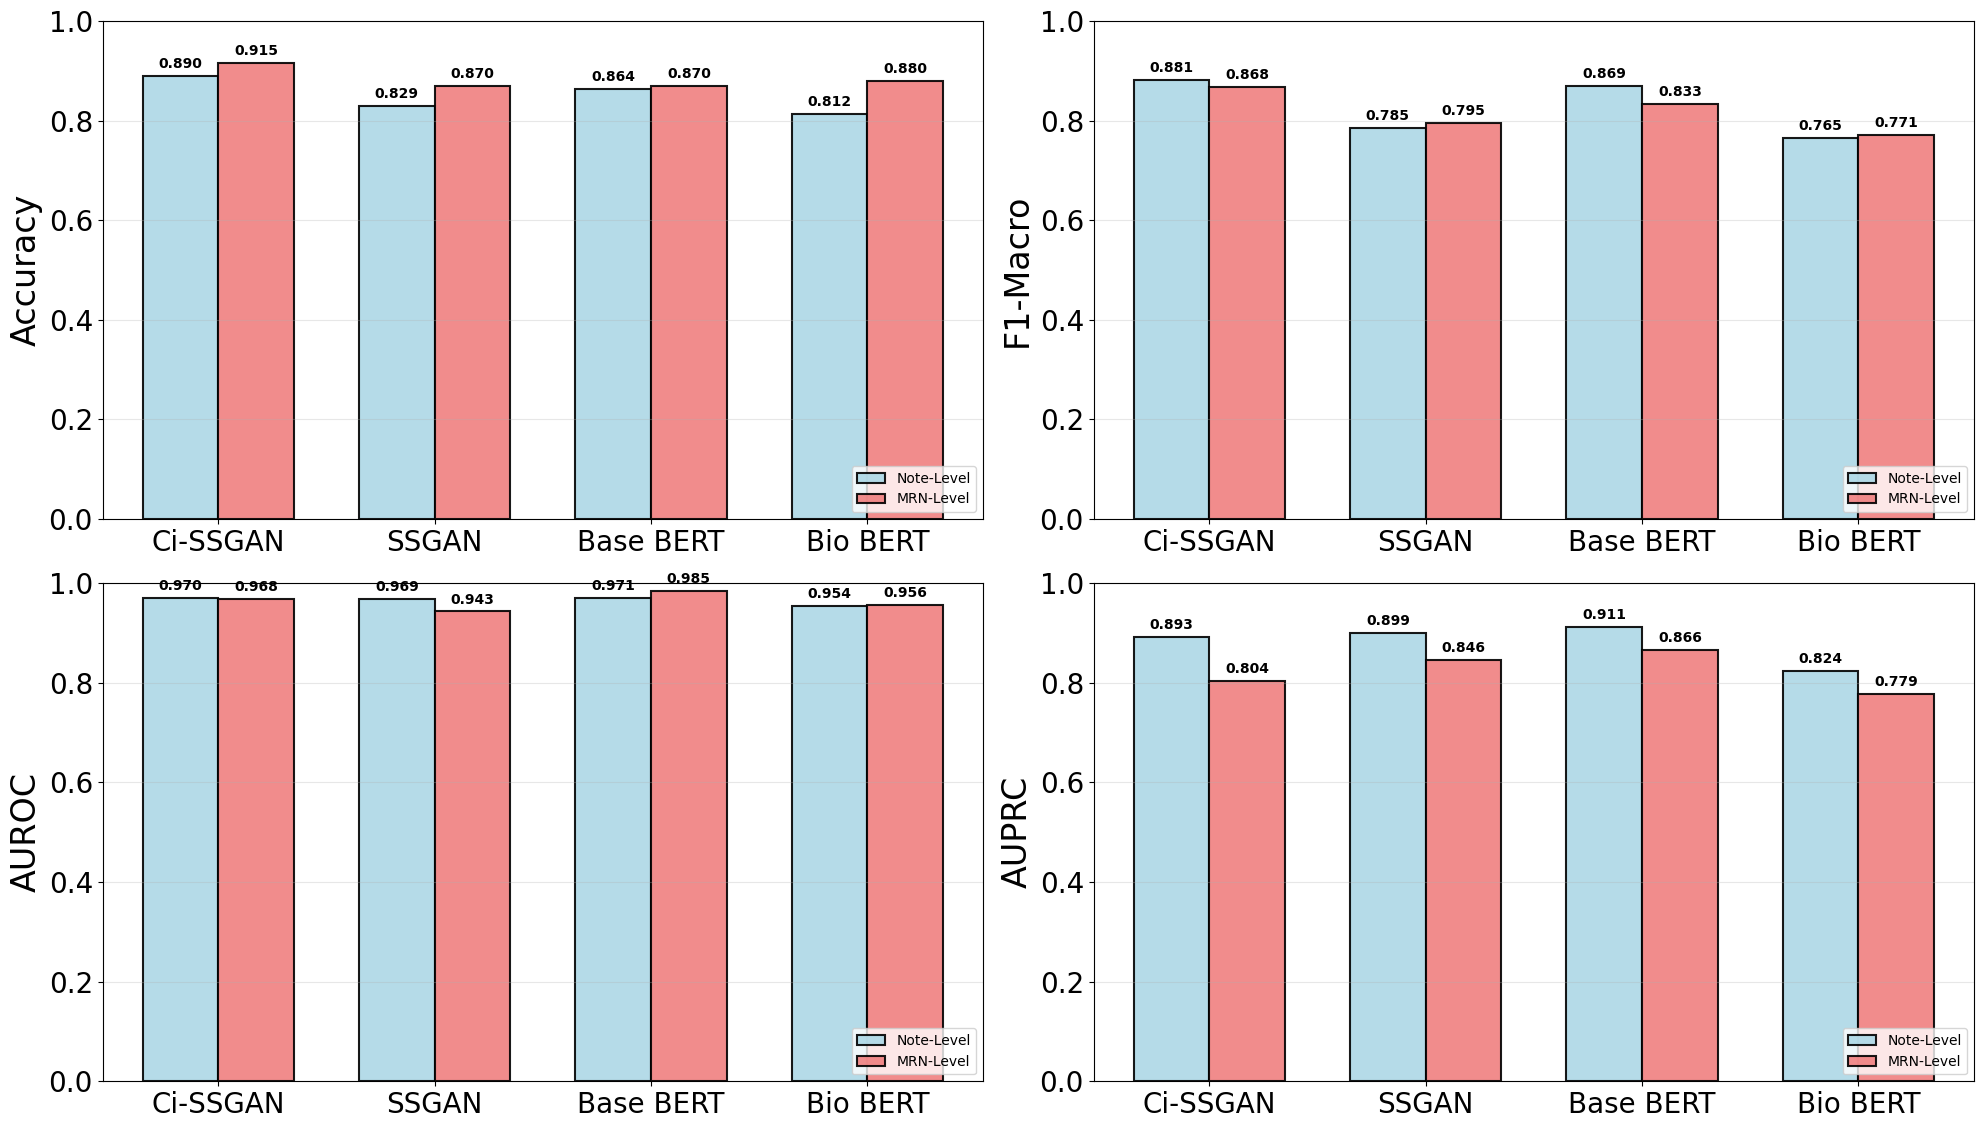 1.0
0.8
0.6
0.4
0.2
0.0
Accuracy
0.890
0.915
0.829
0.870
0.864
0.870
0.812
0.880
Note-Level
MRN-Level
Ci-SSGAN
SSGAN
Base BERT
Bio BERT
1.0
0.8
0.6
0.4
0.2
0.0
F1-Macro
0.881
0.868
0.785
0.795
0.869
0.833
0.765
0.771
Note-Level
MRN-Level
Ci-SSGAN
SSGAN
Base BERT
Bio BERT
1.0
0.8
0.6
0.4
0.2
0.0
AUROC
0.970
0.968
0.969
0.943
0.971
0.985
0.954
0.956
Note-Level
MRN-Level
Ci-SSGAN
SSGAN
Base BERT
Bio BERT
1.0
0.8
0.6
0.4
0.2
0.0
AUPRC
0.893
0.804
0.899
0.846
0.911
0.866
0.824
0.779
Note-Level
MRN-Level
Ci-SSGAN
SSGAN
Base BERT
Bio BERT